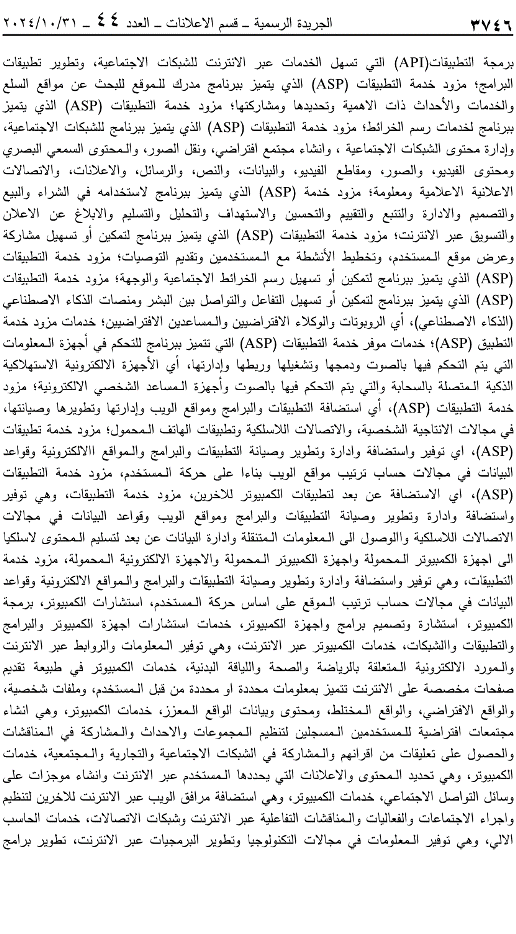 ٣٧٤٦ الجريدة الرسمية – قسم الاعلانات – العدد ٤٤ – ٢٠٢٤/١٠/٣١
برمجة التطبيقات(API) التي تسهل الخدمات عبر الانترنت للشبكات الاجتماعية، وتطوير تطبيقات
البرامج؛ مزود خدمة التطبيقات (ASP) الذي يتميز ببرنامج مدرك للموقع للبحث عن مواقع السلع
والخدمات والأحداث ذات الاهمية وتحديدها ومشاركتها؛ مزود خدمة التطبيقات (ASP) الذي يتميز
ببرنامج لخدمات رسم الخرائط؛ مزود خدمة التطبيقات (ASP) الذي يتميز ببرنامج للشبكات الاجتماعية،
وإدارة محتوى الشبكات الاجتماعية ، وانشاء مجتمع افتراضي، ونقل الصور، والمحتوى السمعي البصري
ومحتوى الفيديو، والصور، ومقاطع الفيديو، والبيانات، والنص، والرسائل، والاعلانات، والاتصالات
الاعلانية الاعلامية ومعلومة؛ مزود خدمة (ASP) الذي يتميز ببرنامج لاستخدامه في الشراء والبيع
والتصميم والادارة والتتبع والتقييم والتحسين والاستهداف والتحليل والتسليم والابلاغ عن الاعلان
والتسويق عبر الانترنت؛ مزود خدمة التطبيقات (ASP) الذي يتميز ببرنامج لتمكين أو تسهيل مشاركة
وعرض موقع المستخدم، وتخطيط الأنشطة مع المستخدمين وتقديم التوصيات؛ مزود خدمة التطبيقات
(ASP) الذي يتميز ببرنامج لتمكين أو تسهيل رسم الخرائط الاجتماعية والوجهة؛ مزود خدمة التطبيقات
(ASP) الذي يتميز ببرنامج لتمكين أو تسهيل التفاعل والتواصل بين البشر ومنصات الذكاء الاصطناعي
(الذكاء الاصطناعي)، أي الروبوتات والوكلاء الافتراضيين والمساعدين الافتراضيين؛ خدمات مزود خدمة
التطبيق (ASP)؛ خدمات موفر خدمة التطبيقات (ASP) التي تتميز ببرنامج للتحكم في أجهزة المعلومات
التي يتم التحكم فيها بالصوت ودمجها وتشغيلها وربطها وإدارتها، أي الأجهزة الالكترونية الاستهلاكية
الذكية المتصلة بالسحابة والتي يتم التحكم فيها بالصوت وأجهزة المساعد الشخصي الالكترونية؛ مزود
خدمة التطبيقات (ASP)، أي استضافة التطبيقات والبرامج ومواقع الويب وإدارتها وتطويرها وصيانتها،
في مجالات الانتاجية الشخصية، والاتصالات اللاسلكية وتطبيقات الهاتف المحمول؛ مزود خدمة تطبيقات
(ASP)، اي توفير واستضافة وادارة وتطوير وصيانة التطبيقات والبرامج والمواقع االالكترونية وقواعد
البيانات في مجالات حساب ترتيب مواقع الويب بناءا على حركة المستخدم، مزود خدمة التطبيقات
(ASP)، اي الاستضافة عن بعد لتطبيقات الكمبيوتر للاخرين، مزود خدمة التطبيقات، وهي توفير
واستضافة وادارة وتطوير وصيانة التطبيقات والبرامج ومواقع الويب وقواعد البيانات في مجالات
الاتصالات اللاسلكية واالوصول الى المعلومات المتنقلة وادارة البيانات عن بعد لتسليم المحتوى لاسلكيا
الى اجهزة الكمبيوتر المحمولة واجهزة الكمبيوتر المحمولة والاجهزة الالكترونية المحمولة، مزود خدمة
التطبيقات، وهي توفير واستضافة وادارة وتطوير وصيانة التطبيقات والبرامج والمواقع الالكترونية وقواعد
البيانات في مجالات حساب ترتيب الموقع على اساس حركة المستخدم، استشارات الكمبيوتر، برمجة
الكمبيوتر، استشارة وتصميم برامج واجهزة الكمبيوتر، خدمات استشارات اجهزة الكمبيوتر والبرامج
والتطبيقات واالشبكات، خدمات الكمبيوتر عبر الانترنت، وهي توفير المعلومات والروابط عبر الانترنت
والمورد الالكترونية المتعلقة بالرياضة والصحة واللياقة البدنية، خدمات الكمبيوتر في طبيعة تقديم
صفحات مخصصة على الانترنت تتميز بمعلومات محددة او محددة من قبل المستخدم، وملفات شخصية،
والواقع الافتراضي، والواقع المختلط، ومحتوى وبيانات الواقع المعزز، خدمات الكمبيوتر، وهي انشاء
مجتمعات افتراضية للمستخدمين المسجلين لتنظيم المجموعات والاحداث والمشاركة في المناقشات
والحصول على تعليقات من اقرانهم والمشاركة في الشبكات الاجتماعية والتجارية والمجتمعية، خدمات
الكمبيوتر، وهي تحديد المحتوى والاعلانات التي يحددها المستخدم عبر الانترنت وانشاء موجزات على
وسائل التواصل الاجتماعي، خدمات الكمبيوتر، وهي استضافة مرافق الويب عبر الانترنت للاخرين لتنظيم
واجراء الاجتماعات والفعاليات والمناقشات التفاعلية عبر الانترنت وشبكات الاتصالات، خدمات الحاسب
الالي، وهي توفير المعلومات في مجالات التكنولوجيا وتطوير البرمجيات عبر الانترنت، تطوير برامج